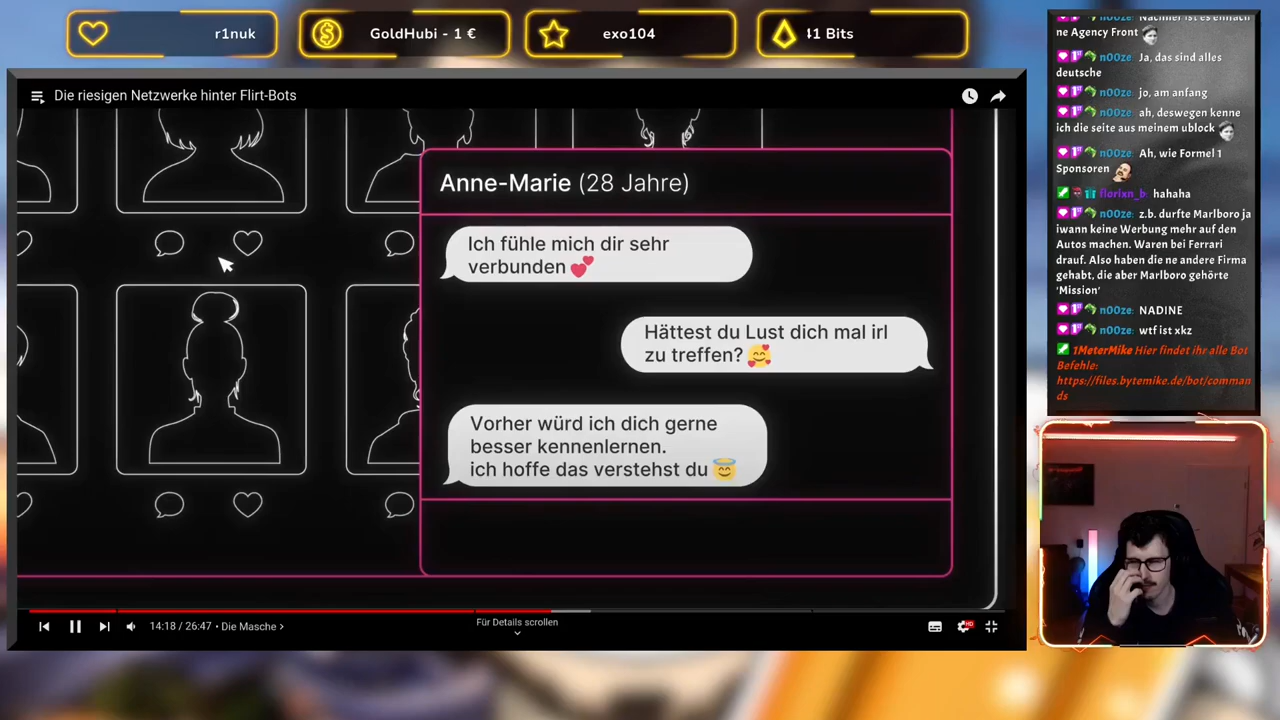 r1nuk
GoldHubi - 1 €
exo104
11 Bits
Die riesigen Netzwerke hinter Flirt-Bots
Anne-Marie (28 Jahre)
Ich fühle mich dir sehr
verbunden 💕
Hättest du Lust dich mal irl
zu treffen? 🥰
Vorher würd ich dich gerne
besser kennenlernen.
ich hoffe das verstehst du 😇
14:18 / 26:47 • Die Masche >
Für Details scrollen
HD
ne Agency Front
n00ze: Ja, das sind alles
deutsche
n00ze: jo, am anfang
n00ze: ah, deswegen kenne
ich die seite aus meinem ublock
n00ze: Ah, wie Formel 1
Sponsoren
florixn_b: hahaha
n00ze: z.b. durfte Marlboro ja
iwann keine Werbung mehr auf den
Autos machen. Waren bei Ferrari
drauf. Also haben die ne andere Firma
gehabt, die aber Marlboro gehörte
'Mission'
n00ze: NADINE
n00ze: wtf ist xkz
1MeterMike Hier findet ihr alle Bot
Befehle:
https://files.bytemike.de/bot/comman
ds